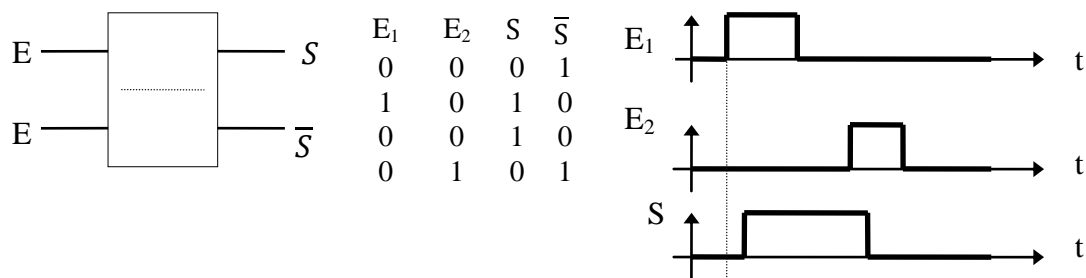 E S
E S̅
E₁ E₂ S S̅
0 0 0 1
1 0 1 0
0 0 1 0
0 1 0 1
E₁ t
E₂ t
S t